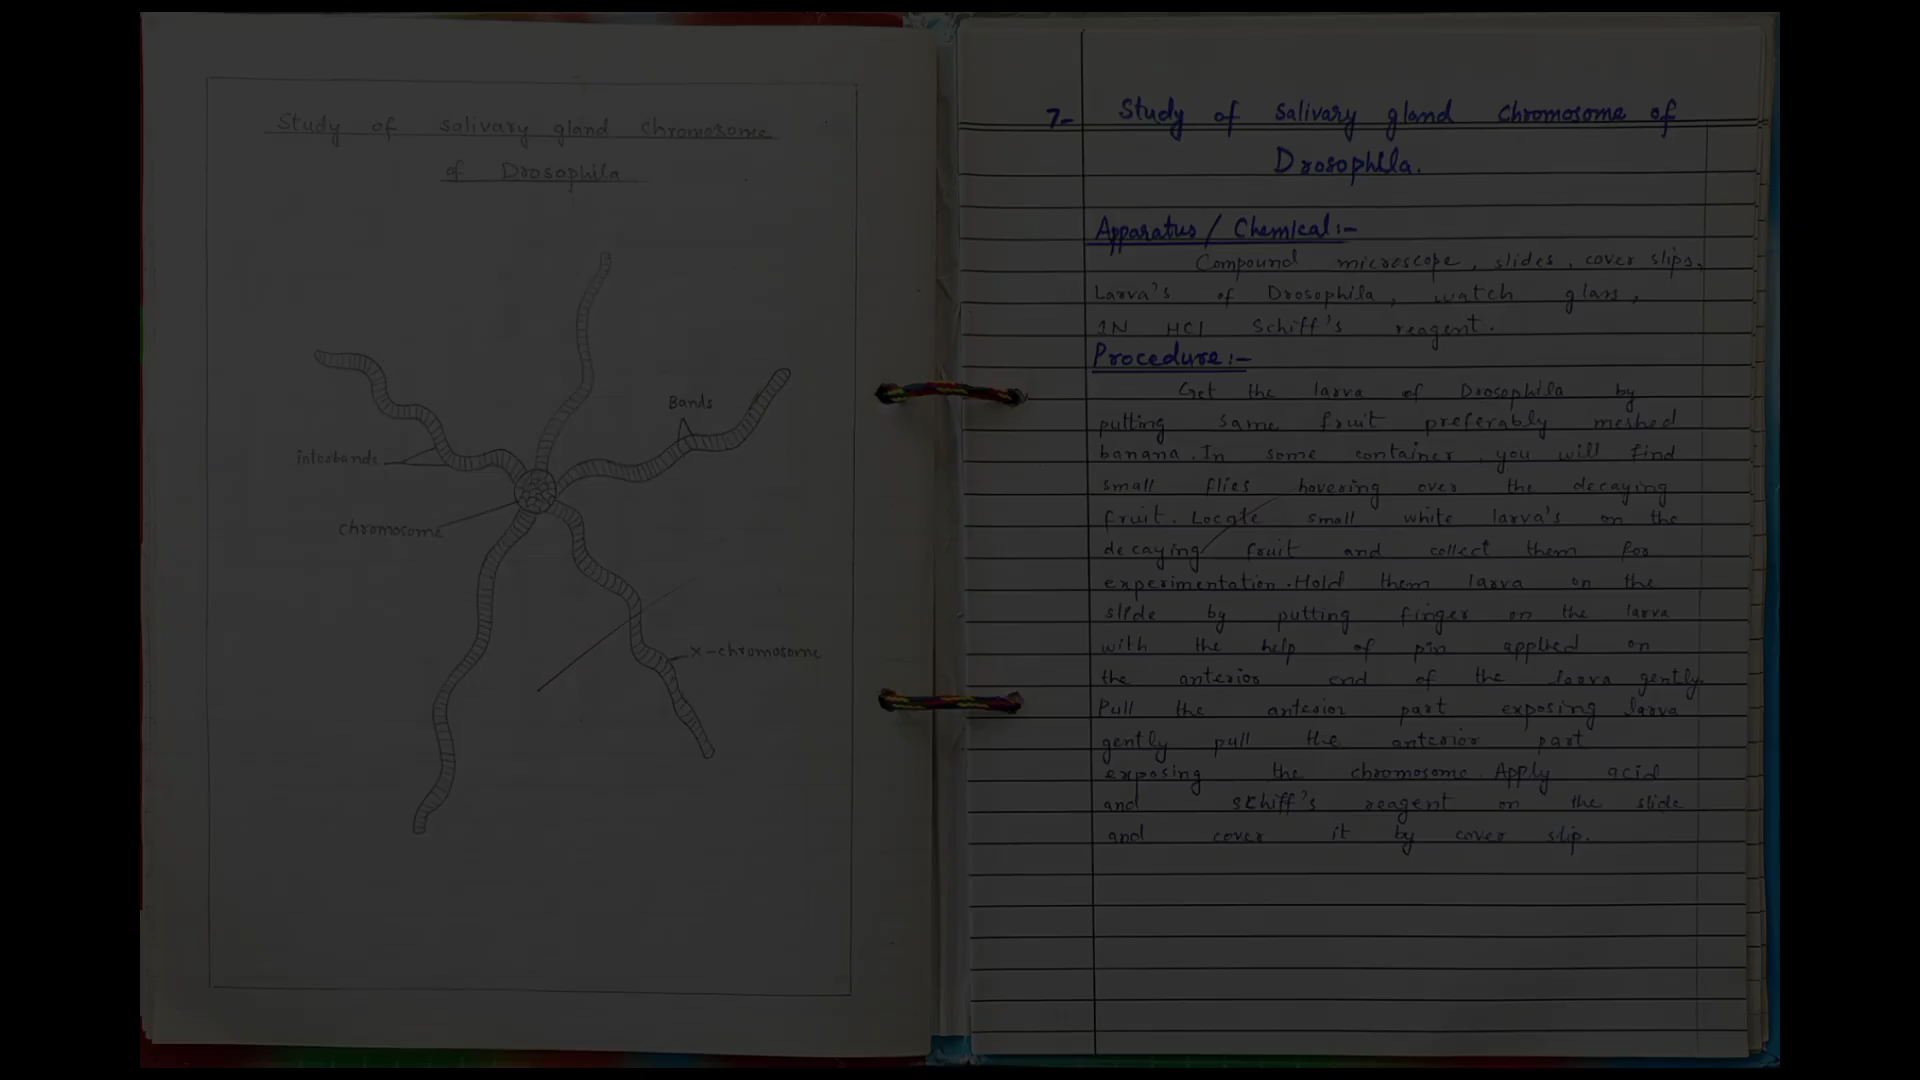 Study of salivary gland chromosome
of Drosophila
Bands
interbands
chromosome
X-chromosome
7- Study of salivary gland chromosome of
Drosophila.
Apparatus / Chemical:-
Compound microscope, slides, cover slips,
Larva's of Drosophila, watch glass,
1N HCl Schiff's reagent.
Procedure:-
Get the larva of Drosophila by
putting same fruit preferably meshed
banana. In some container, you will find
small flies hovering over the decaying
fruit. Locate small white larva's on the
decaying fruit and collect them for
experimentation. Hold them larva on the
slide by putting finger on the larva
with the help of pin applied on
the anterior end of the larva gently.
Pull the anterior part exposing larva
gently pull the anterior part
exposing the chromosome. Apply acid
and Schiff's reagent on the slide
and cover it by cover slip.